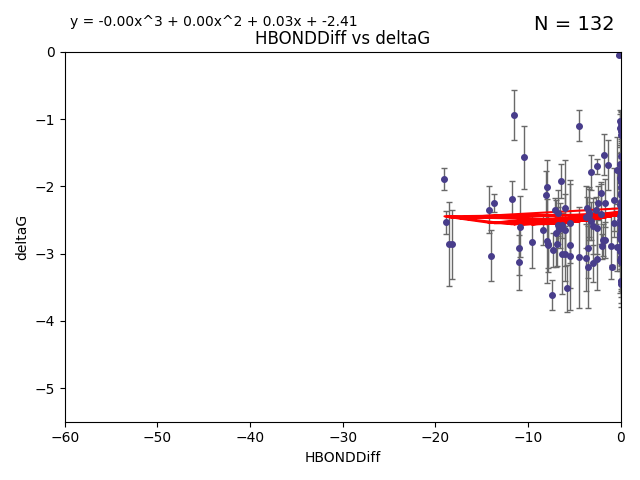 y = -0.00x^3 + 0.00x^2 + 0.03x + -2.41
N = 132
HBONDDiff vs deltaG
deltaG
0
−1
−2
−3
−4
−5
−60 −50 −40 −30 −20 −10 0
HBONDDiff